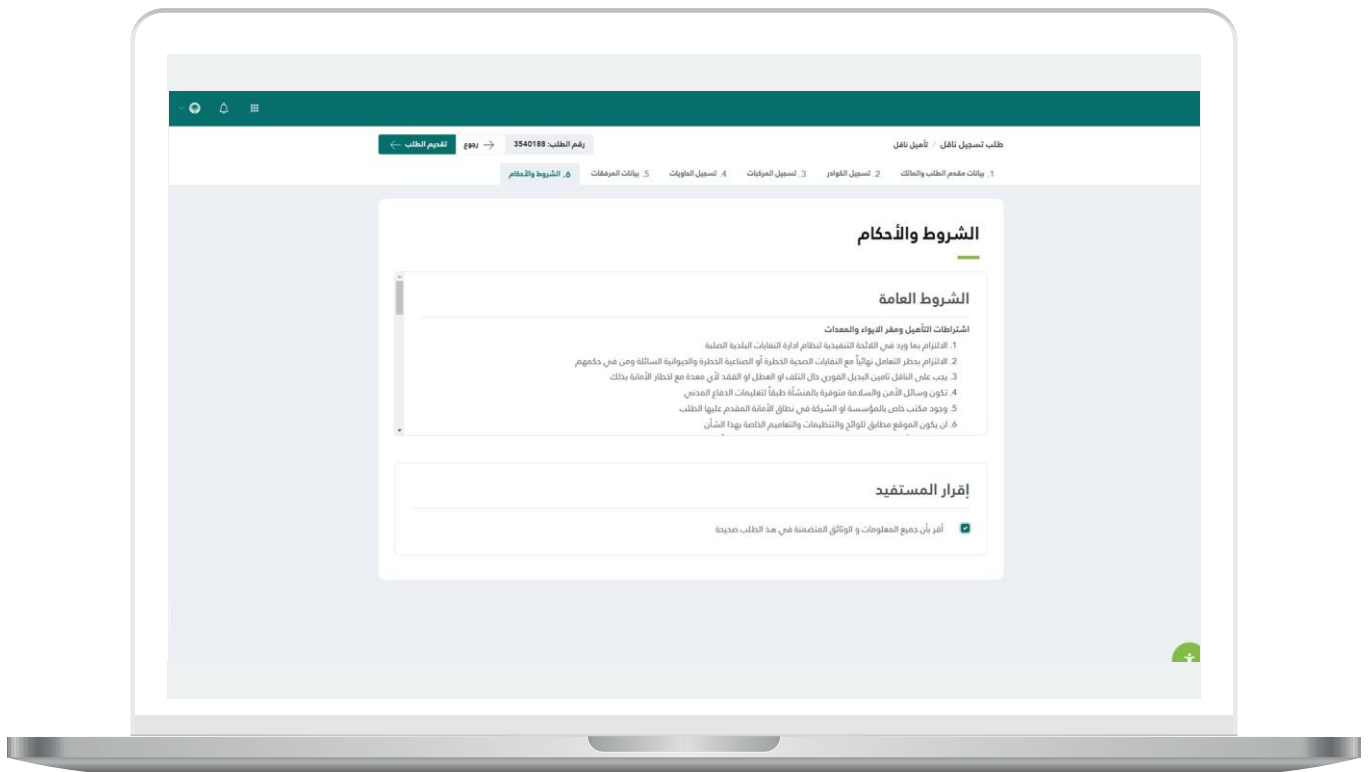 طلب تسجيل ناقل / تأهيل ناقل
رقم الطلب: 3540188
رجوع
تقديم الطلب
1. بيانات مقدم الطلب والمالك
2. تسجيل الكوادر
3. تسجيل المركبات
4. تسجيل الحاويات
5. بيانات المرفقات
6. الشروط والأحكام
الشروط والأحكام
الشروط العامة
اشتراطات التأهيل ومقر الايواء والمعدات
1. الالتزام بما ورد في اللائحة التنفيذية لنظام ادارة النفايات البلدية الصلبة
2. الالتزام بحظر التعامل نهائياً مع النفايات الصحية الخطرة أو الصناعية الخطرة والحيوانية السائلة ومن في حكمهم
3. يجب على الناقل تامين البديل الفوري حال التلف او العطل او الفقد لأي معدة مع اخطار الأمانة بذلك
4. تكون وسائل الأمن والسلامة متوفرة بالمنشأة طبقاً لتعليمات الدفاع المدني
5. وجود مكتب خاص بالمؤسسة او الشركة في نطاق الأمانة المقدم عليها الطلب
6. ان يكون الموقع مطابق للوائح والتنظيمات والتعاميم الخاصة بهذا الشأن
إقرار المستفيد
أقر بأن جميع المعلومات و الوثائق المتضمنة في هذ الطلب صحيحة